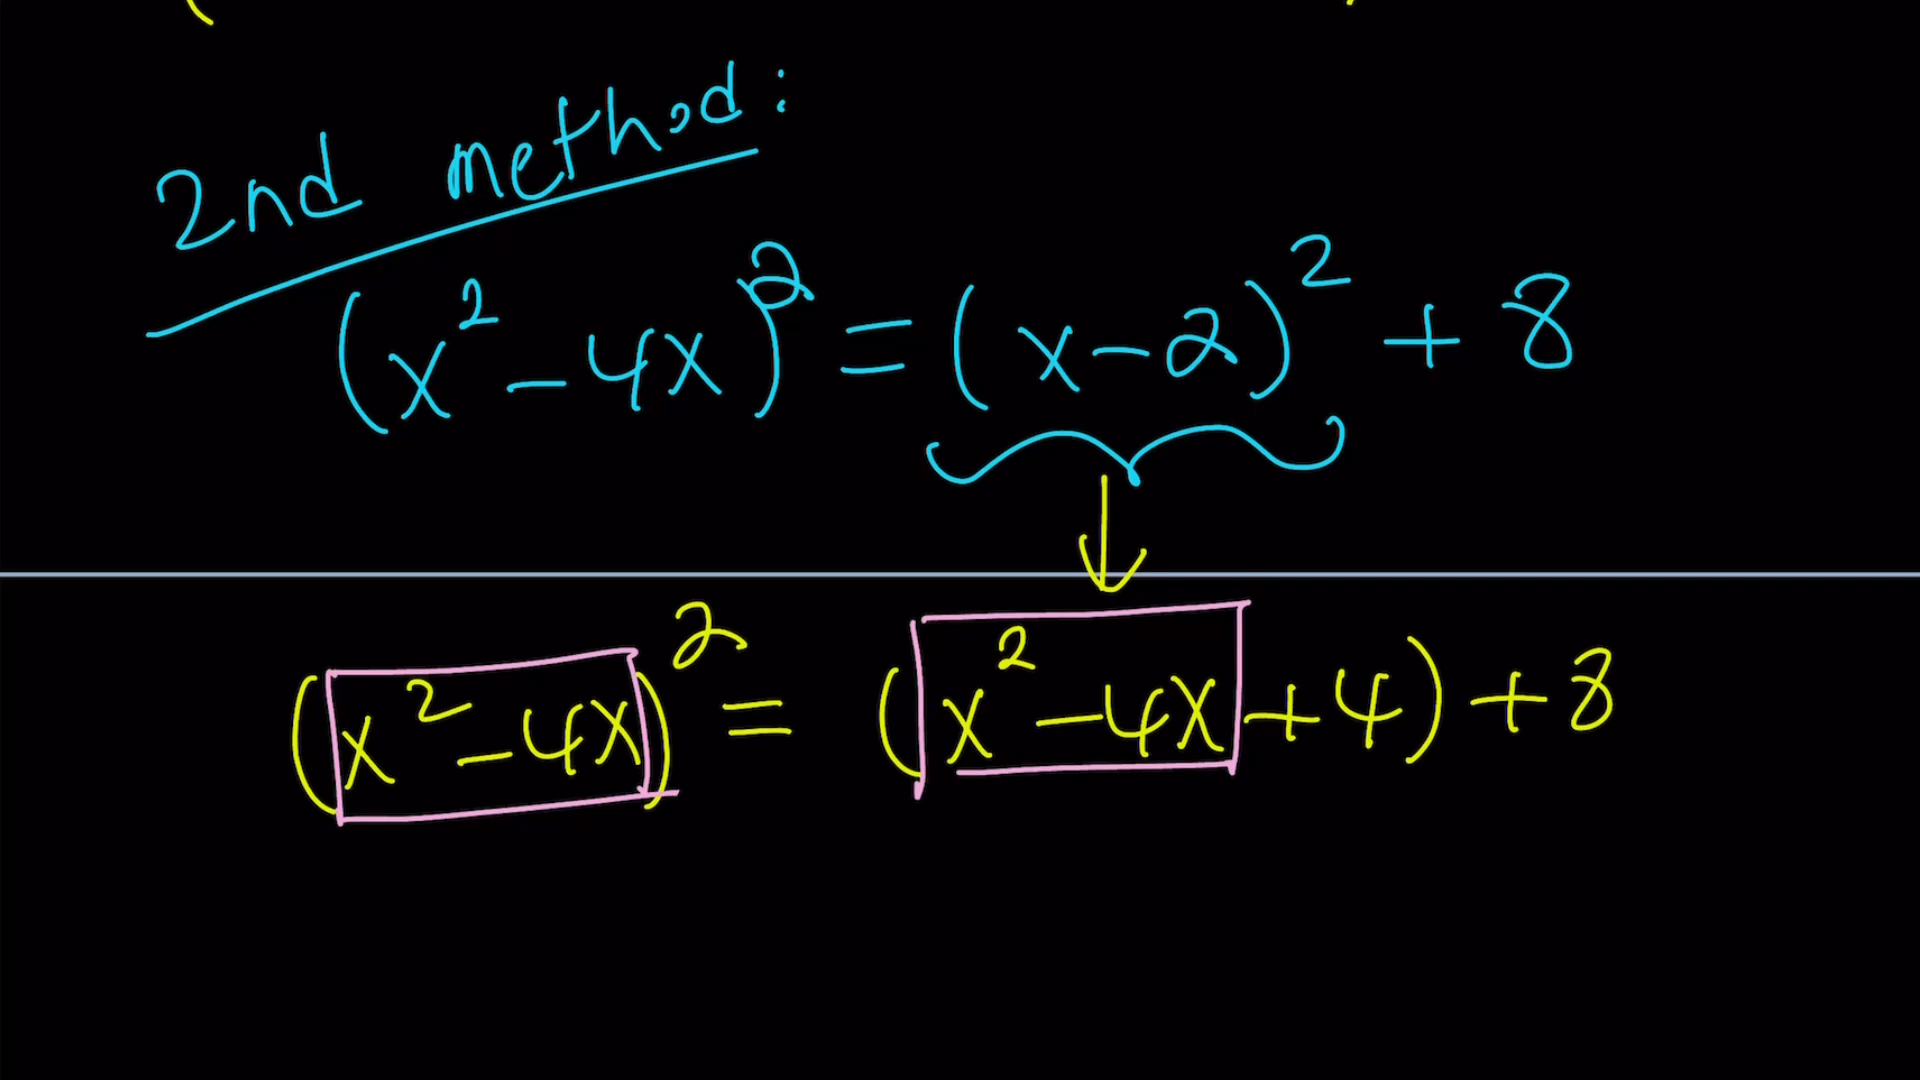 2nd method:
(x² - 4x)² = (x - 2)² + 8
(x² - 4x)² = (x² - 4x + 4) + 8